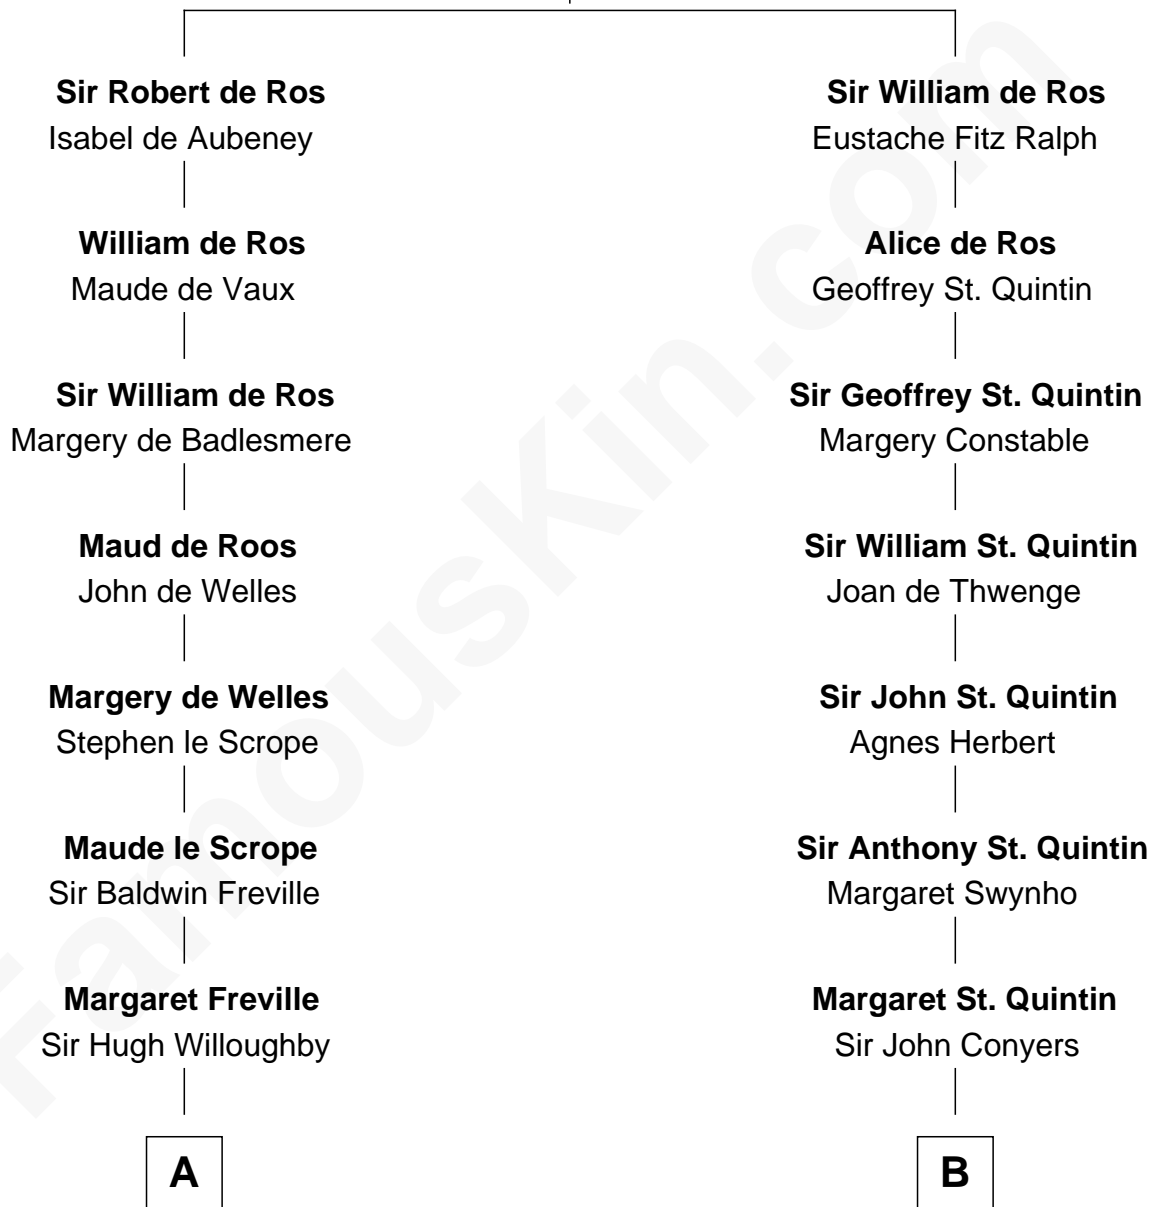 Sir Robert de Ros
Isabel de Aubeney
William de Ros
Maude de Vaux
Sir William de Ros
Margery de Badlesmere
Maud de Roos
John de Welles
Margery de Welles
Stephen le Scrope
Maude le Scrope
Sir Baldwin Freville
Margaret Freville
Sir Hugh Willoughby
A
Sir William de Ros
Eustache Fitz Ralph
Alice de Ros
Geoffrey St. Quintin
Sir Geoffrey St. Quintin
Margery Constable
Sir William St. Quintin
Joan de Thwenge
Sir John St. Quintin
Agnes Herbert
Sir Anthony St. Quintin
Margaret Swynho
Margaret St. Quintin
Sir John Conyers
B
FamousKin.com